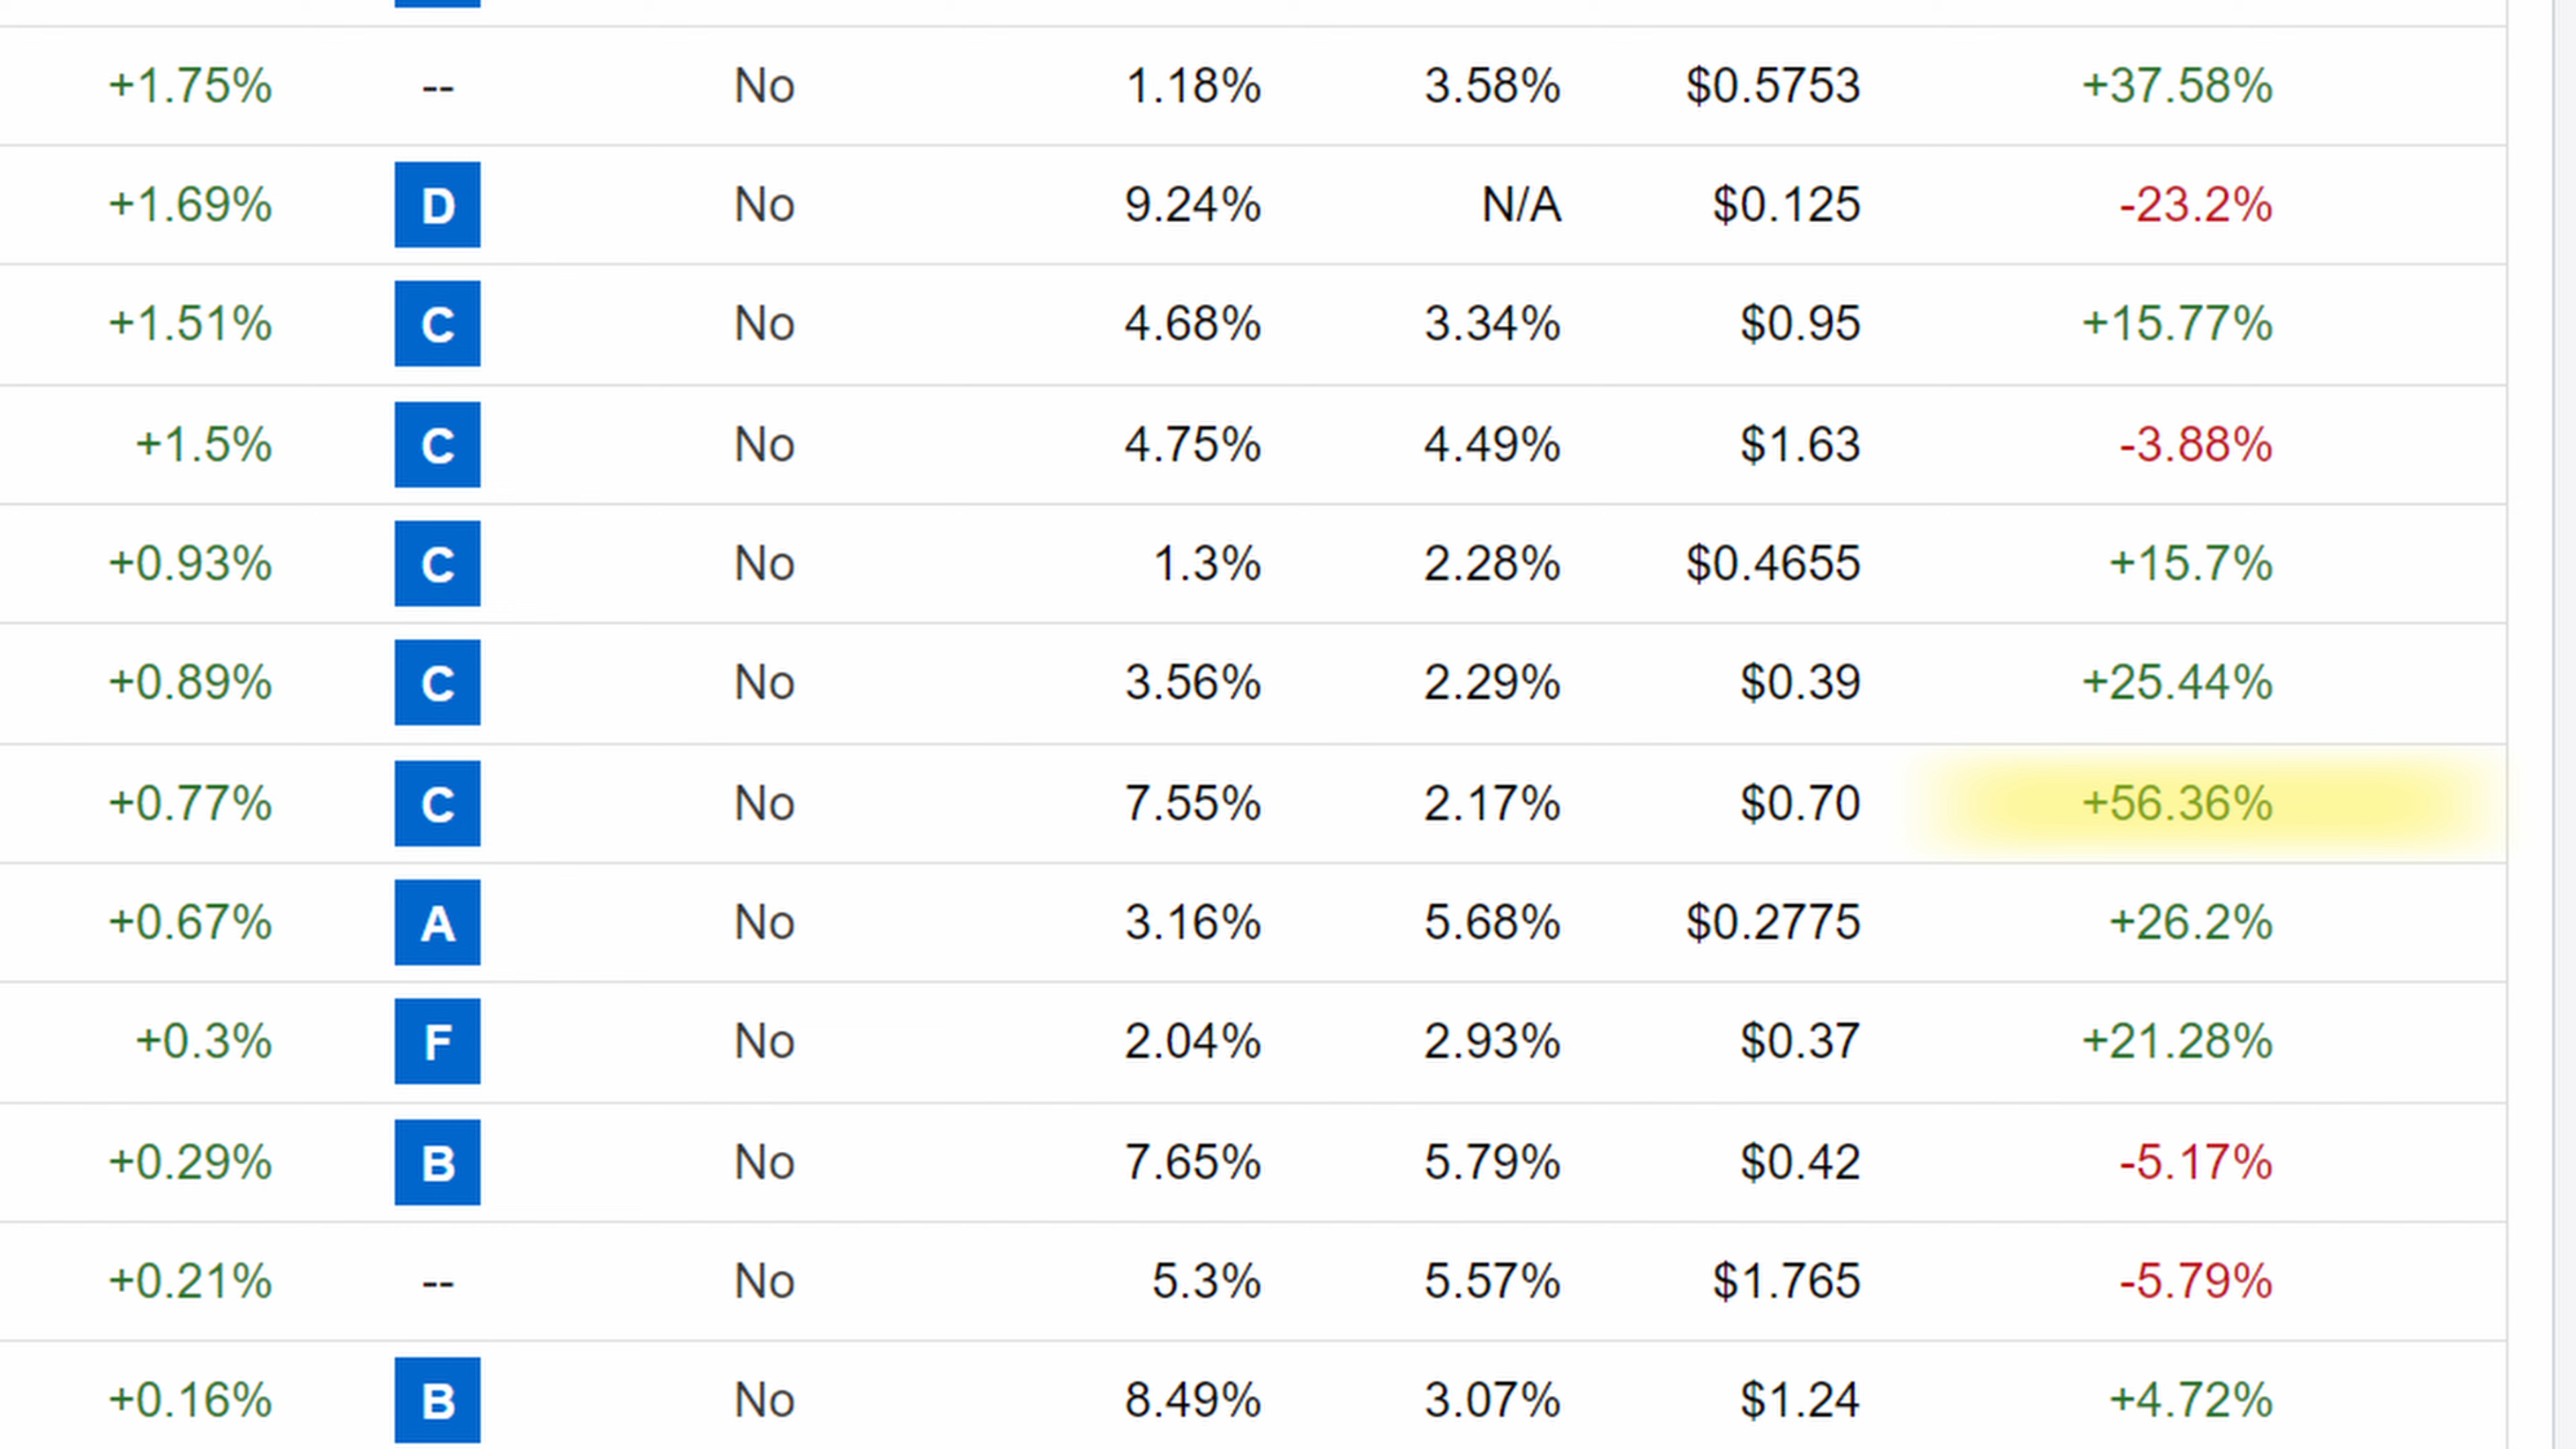 +1.75% -- No 1.18% 3.58% $0.5753 +37.58%
+1.69% D No 9.24% N/A $0.125 -23.2%
+1.51% C No 4.68% 3.34% $0.95 +15.77%
+1.5% C No 4.75% 4.49% $1.63 -3.88%
+0.93% C No 1.3% 2.28% $0.4655 +15.7%
+0.89% C No 3.56% 2.29% $0.39 +25.44%
+0.77% C No 7.55% 2.17% $0.70 +56.36%
+0.67% A No 3.16% 5.68% $0.2775 +26.2%
+0.3% F No 2.04% 2.93% $0.37 +21.28%
+0.29% B No 7.65% 5.79% $0.42 -5.17%
+0.21% -- No 5.3% 5.57% $1.765 -5.79%
+0.16% B No 8.49% 3.07% $1.24 +4.72%